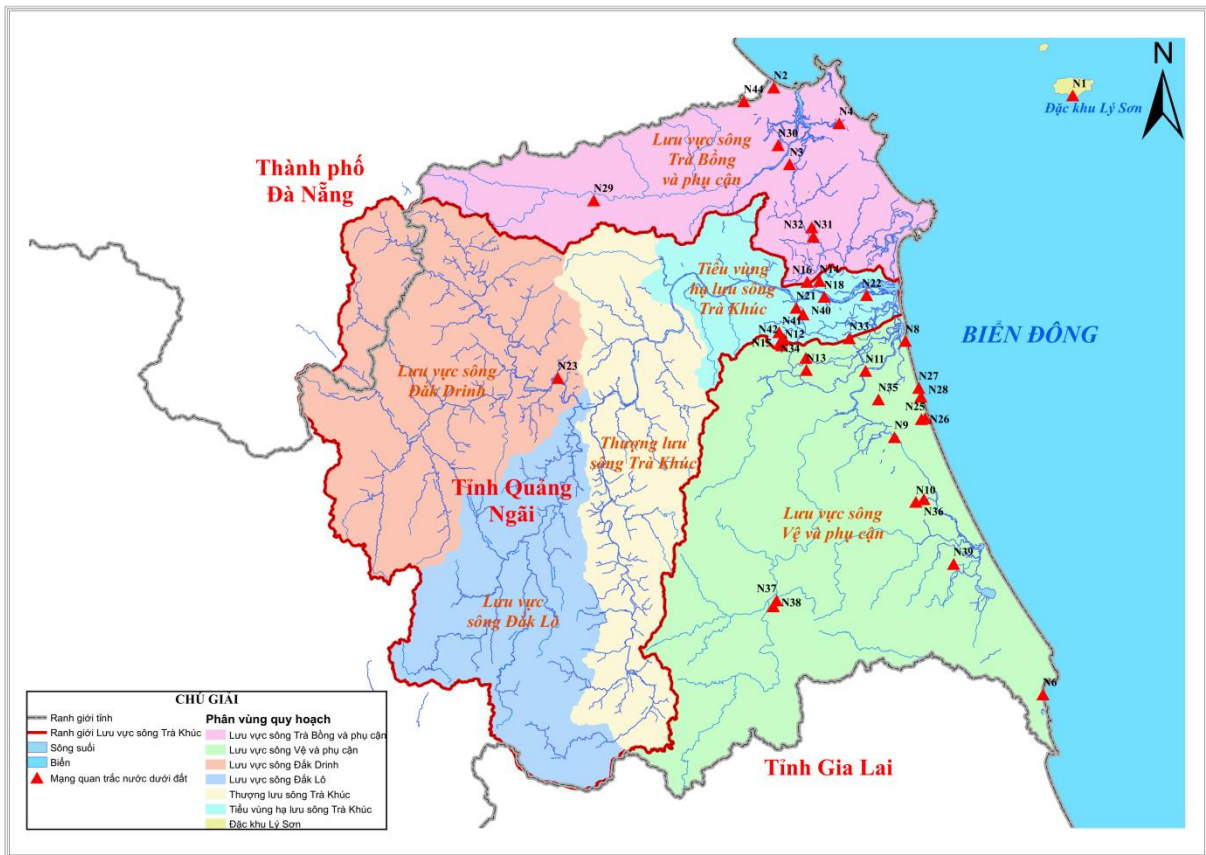 N
N2
N44
N1
Đặc khu Lý Sơn
N4
N30
Lưu vực sông
Trà Bồng
và phụ cận
N3
Thành phố
Đà Nẵng
N29
N32
N31
Tiểu vùng
hạ lưu sông
Trà Khúc
N16
N14
N18
N22
N21
N41
N40
N42
N12
N15
N34
N33
N8
BIỂN ĐÔNG
N13
N11
N23
Lưu vực sông
Đăk Drinh
N27
N35
N28
N25
N26
N9
Thượng lưu
sông Trà Khúc
Tỉnh Quảng
Ngãi
N10
N36
Lưu vực sông
Vệ và phụ cận
N39
N37
N38
Lưu vực
sông Đắk Lô
N6
Tỉnh Gia Lai
CHÚ GIẢI
Ranh giới tỉnh
Ranh giới Lưu vực sông Trà Khúc
Sông suối
Biển
Mạng quan trắc nước dưới đất
Phân vùng quy hoạch
Lưu vực sông Trà Bồng và phụ cận
Lưu vực sông Vệ và phụ cận
Lưu vực sông Đắk Drinh
Lưu vực sông Đắk Lô
Thượng lưu sông Trà Khúc
Tiểu vùng hạ lưu sông Trà Khúc
Đặc khu Lý Sơn